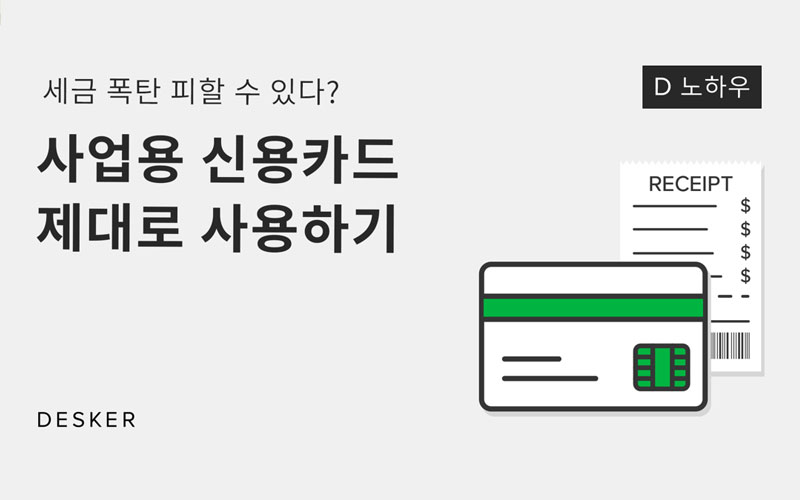 세금 폭탄 피할 수 있다?
사업용 신용카드
제대로 사용하기
D 노하우
RECEIPT
$
$
$
$
DESKER